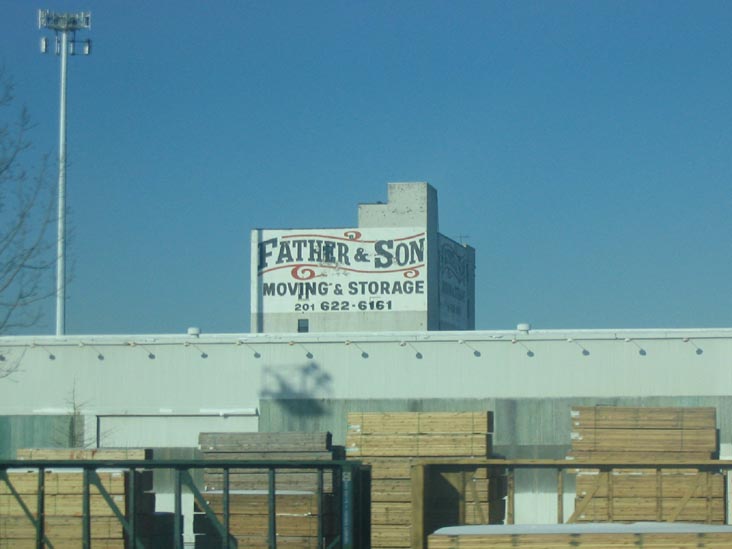 FATHER & SON
MOVING & STORAGE
201 622-6161